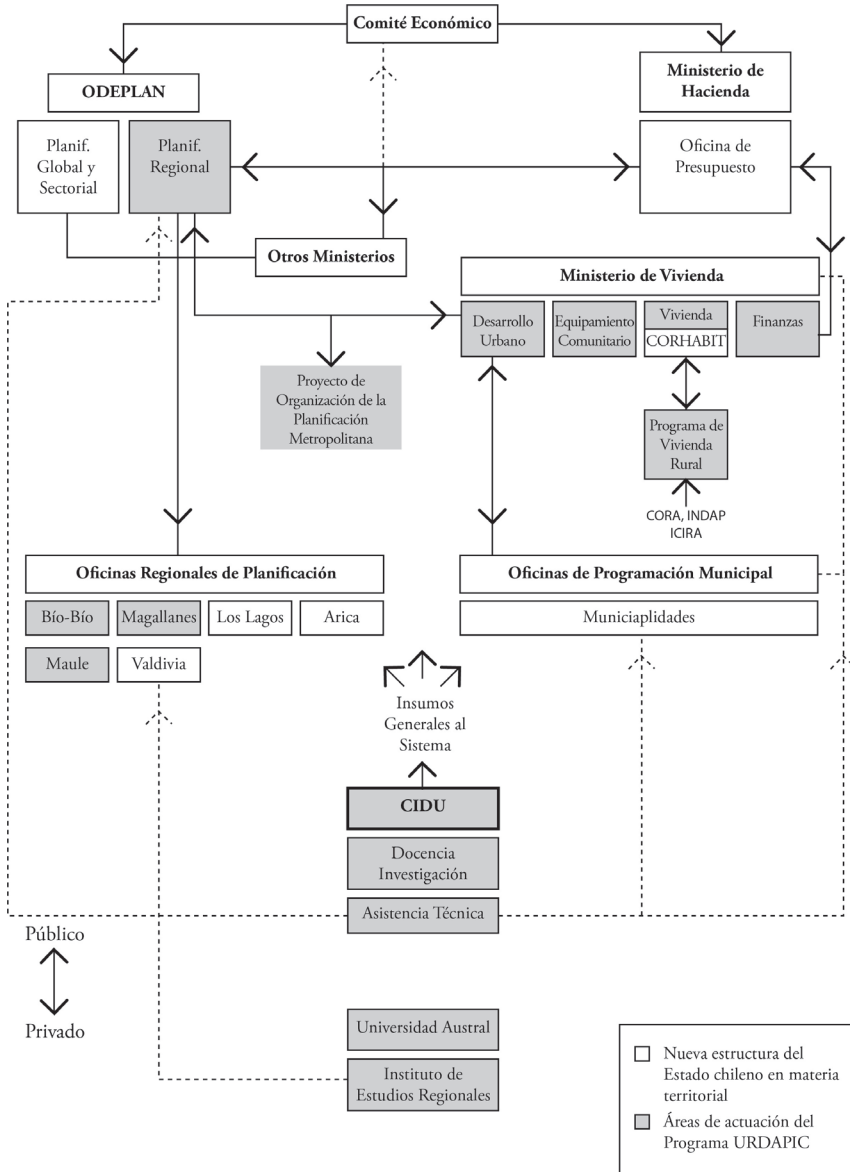 Comité Económico
ODEPLAN
Ministerio de
Hacienda
Planif.
Global y
Sectorial
Planif.
Regional
Oficina de
Presupuesto
Otros Ministerios
Ministerio de Vivienda
Desarrollo
Urbano
Equipamiento
Comunitario
Vivienda
CORHABIT
Finanzas
Proyecto de
Organización de la
Planificación
Metropolitana
Programa de
Vivienda
Rural
CORA, INDAP
ICIRA
Oficinas Regionales de Planificación
Bío-Bío
Magallanes
Los Lagos
Arica
Maule
Valdivia
Oficinas de Programación Municipal
Municiaplidades
Insumos
Generales al
Sistema
CIDU
Docencia
Investigación
Asistencia Técnica
Público
Privado
Universidad Austral
Instituto de
Estudios Regionales
Nueva estructura del
Estado chileno en materia
territorial
Áreas de actuación del
Programa URDAPIC